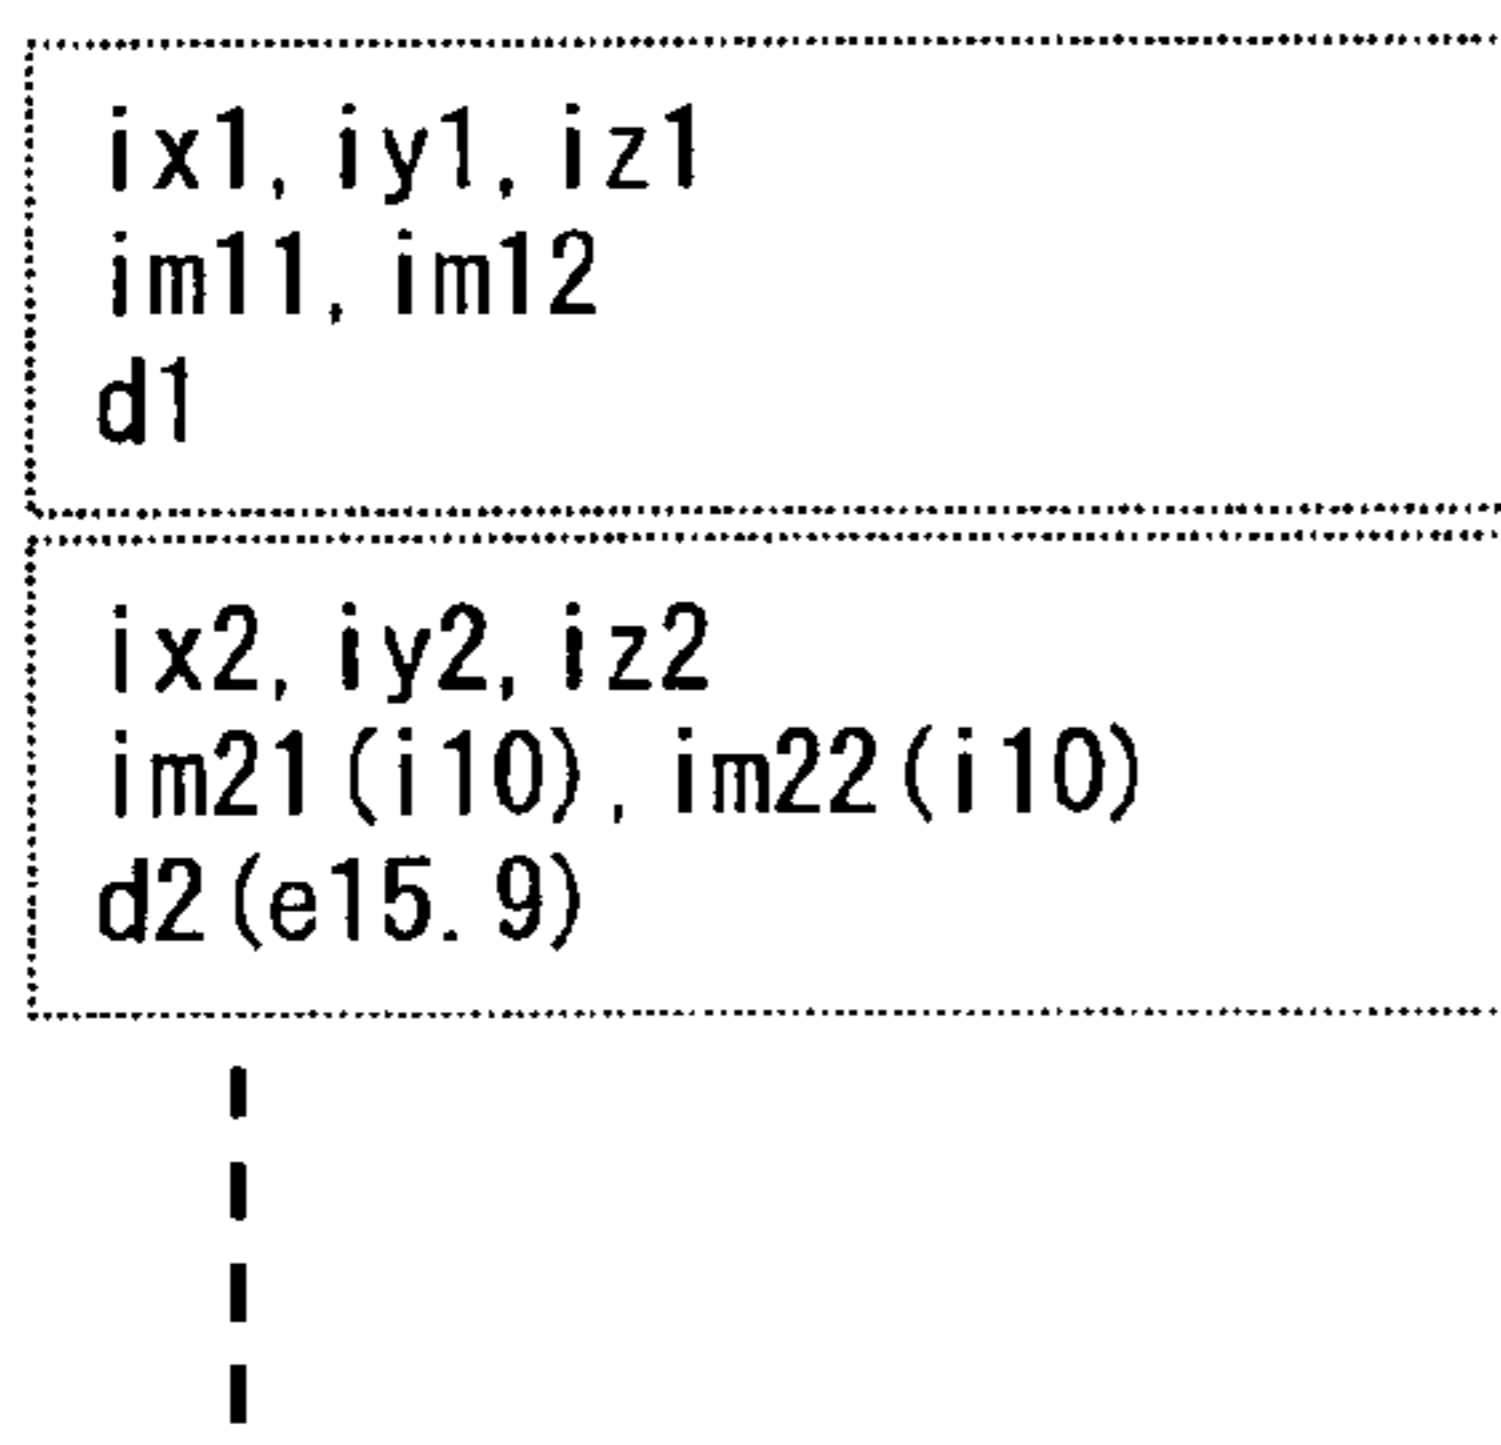 ix1, iy1, iz1
im11, im12
d1
ix2, iy2, iz2
im21(i10), im22(i10)
d2(e15.9)